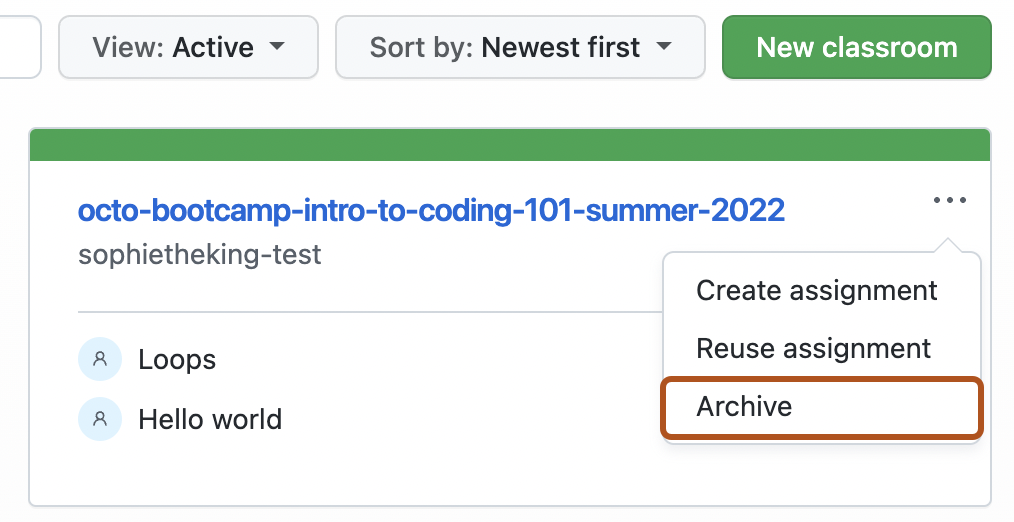 View: Active
Sort by: Newest first
New classroom
octo-bootcamp-intro-to-coding-101-summer-2022
sophietheking-test
Create assignment
Reuse assignment
Archive
Loops
Hello world